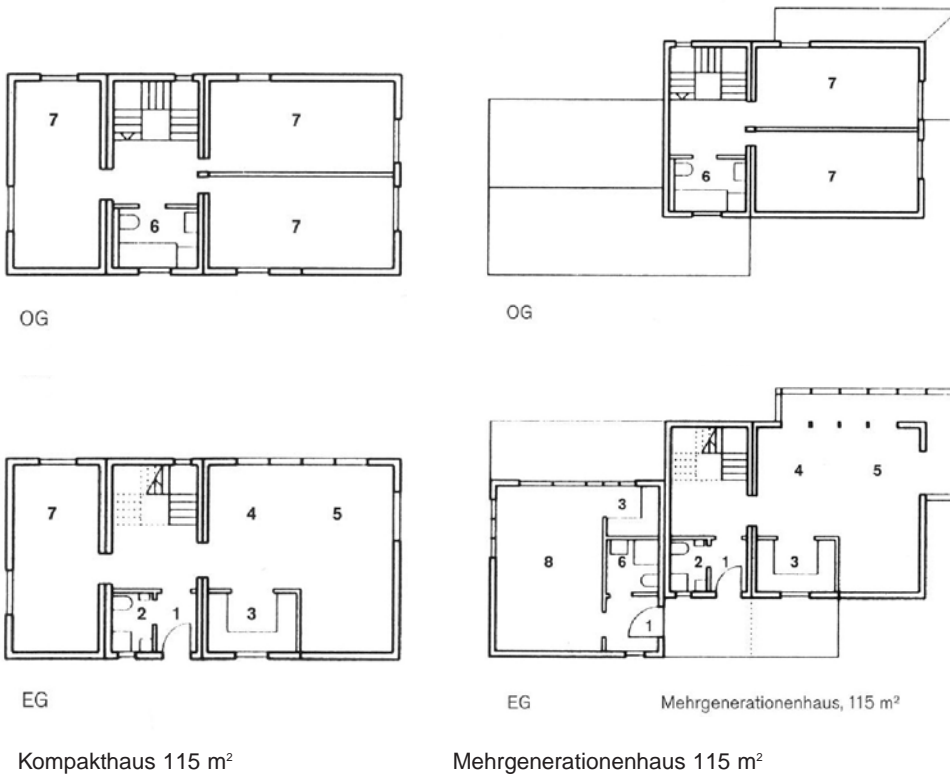 7 7
6 7
OG
7
6 7
OG
7 4 5
2 1 3
EG
4 5
3
8 6 2 1 3
1
EG Mehrgenerationenhaus, 115 m²
Kompakthaus 115 m² Mehrgenerationenhaus 115 m²